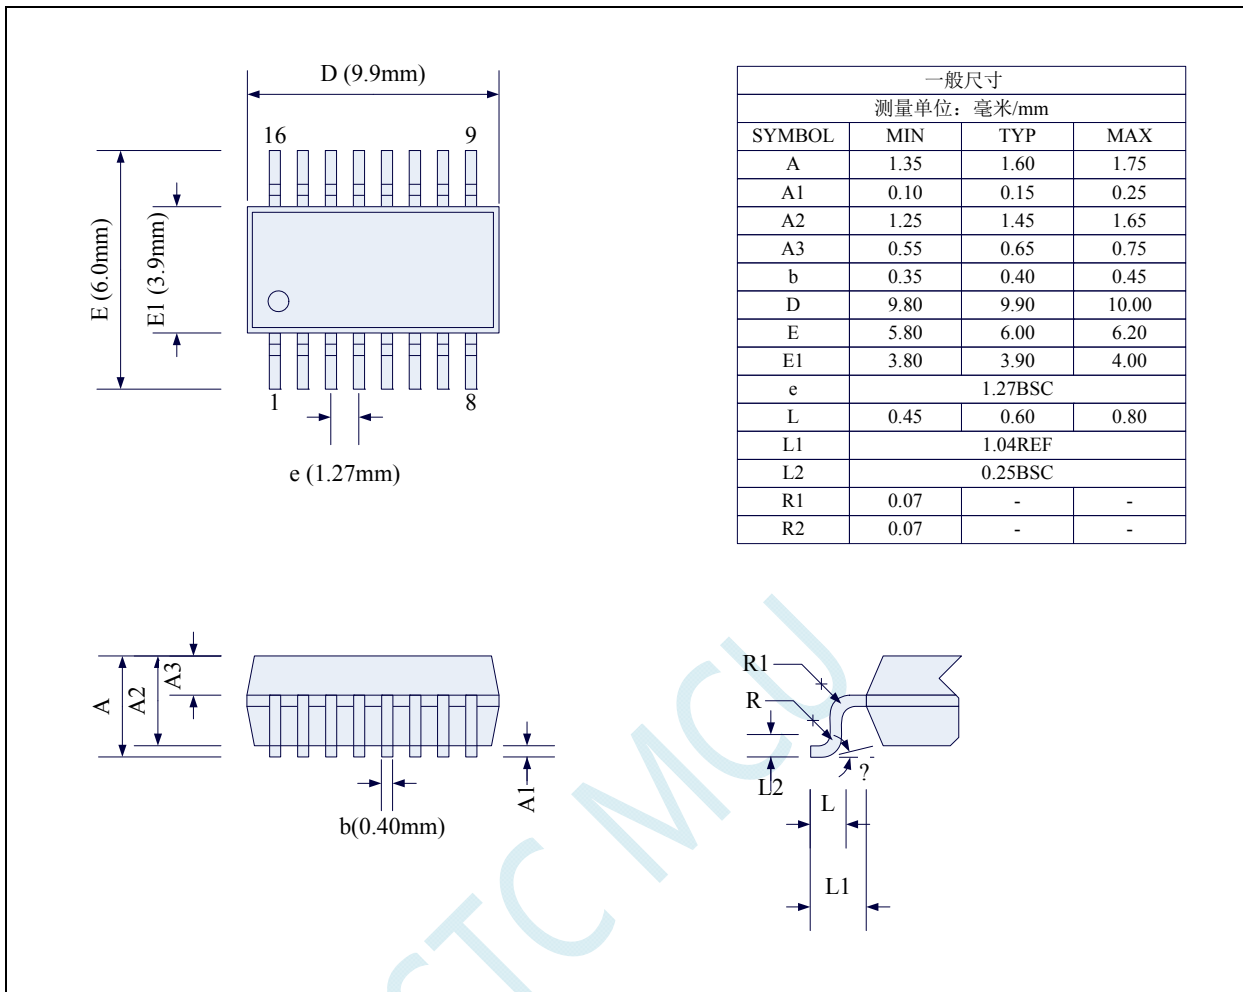 D (9.9mm)
16
9
E (6.0mm)
E1 (3.9mm)
1
8
e (1.27mm)
一般尺寸
测量单位：毫米/mm
SYMBOL MIN TYP MAX
A 1.35 1.60 1.75
A1 0.10 0.15 0.25
A2 1.25 1.45 1.65
A3 0.55 0.65 0.75
b 0.35 0.40 0.45
D 9.80 9.90 10.00
E 5.80 6.00 6.20
E1 3.80 3.90 4.00
e 1.27BSC
L 0.45 0.60 0.80
L1 1.04REF
L2 0.25BSC
R1 0.07 - -
R2 0.07 - -
A
A2
A3
A1
b(0.40mm)
R1
R
L2
?
L
L1
STC MCU